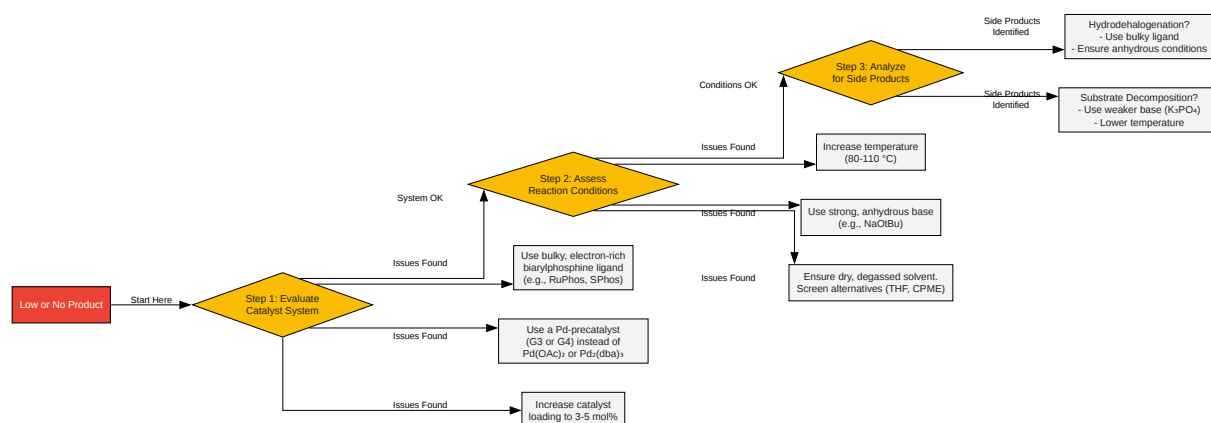 Low or No Product
Start Here
Step 1: Evaluate
Catalyst System
Issues Found
Use bulky, electron-rich
biarylphosphine ligand
(e.g., RuPhos, SPhos)
Issues Found
Use a Pd-precatalyst
(G3 or G4) instead of
Pd(OAc)₂ or Pd₂(dba)₃
Issues Found
Increase catalyst
loading to 3-5 mol%
System OK
Step 2: Assess
Reaction Conditions
Issues Found
Increase temperature
(80-110 °C)
Issues Found
Use strong, anhydrous base
(e.g., NaOtBu)
Issues Found
Ensure dry, degassed solvent.
Screen alternatives (THF, CPME)
Conditions OK
Step 3: Analyze
for Side Products
Side Products
Identified
Hydrodehalogenation?
- Use bulky ligand
- Ensure anhydrous conditions
Side Products
Identified
Substrate Decomposition?
- Use weaker base (K₃PO₄)
- Lower temperature